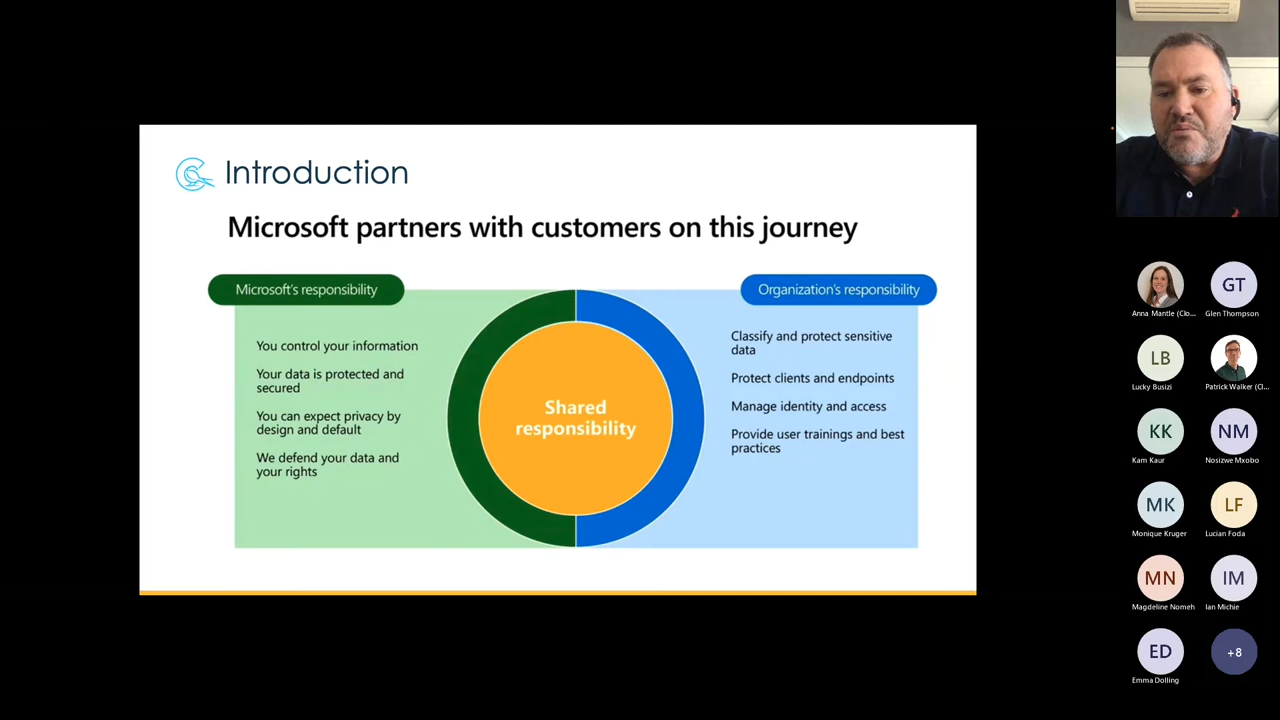 Introduction
Microsoft partners with customers on this journey
Microsoft's responsibility
You control your information
Your data is protected and
secured
You can expect privacy by
design and default
We defend your data and
your rights
Shared
responsibility
Organization's responsibility
Classify and protect sensitive
data
Protect clients and endpoints
Manage identity and access
Provide user trainings and best
practices
Anna Mantle (Clo...
GT
Glen Thompson
LB
Lucky Busizi
Patrick Walker (Cl...
KK
Kam Kaur
NM
Nosizwe Mxobo
MK
Monique Kruger
LF
Lucian Foda
MN
Magdeline Nomeh
IM
Ian Michie
ED
Emma Dolling
+8